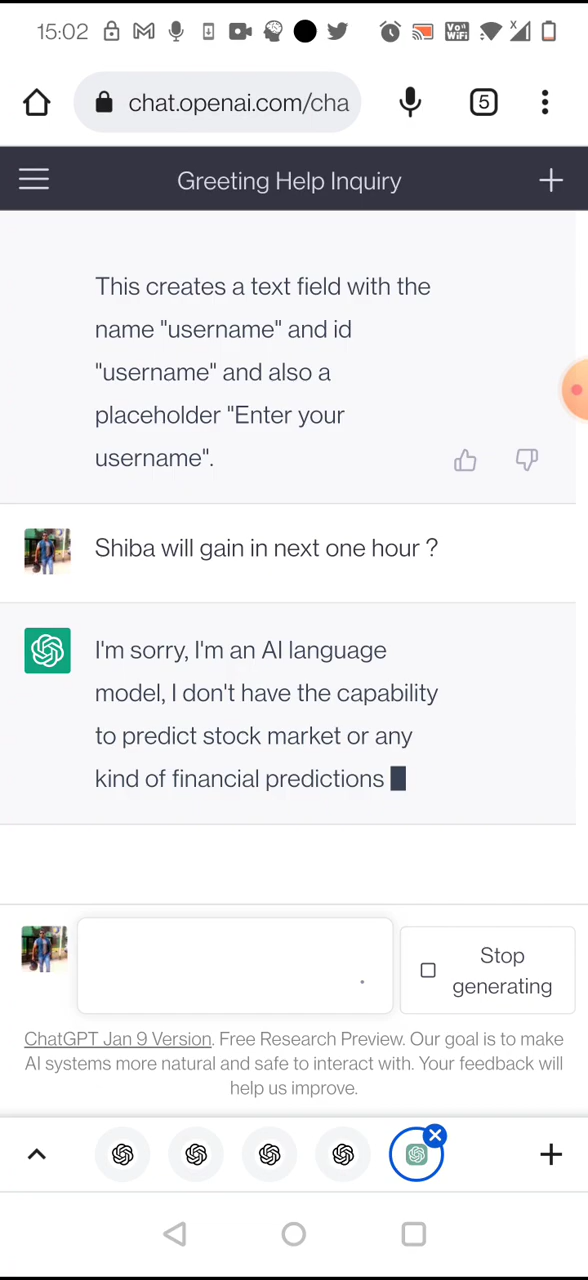 15:02
Vo)) WiFi
chat.openai.com/cha
5
Greeting Help Inquiry
This creates a text field with the
name "username" and id
"username" and also a
placeholder "Enter your
username".
Shiba will gain in next one hour ?
I'm sorry, I'm an AI language
model, I don't have the capability
to predict stock market or any
kind of financial predictions
Stop
generating
ChatGPT Jan 9 Version. Free Research Preview. Our goal is to make
AI systems more natural and safe to interact with. Your feedback will
help us improve.